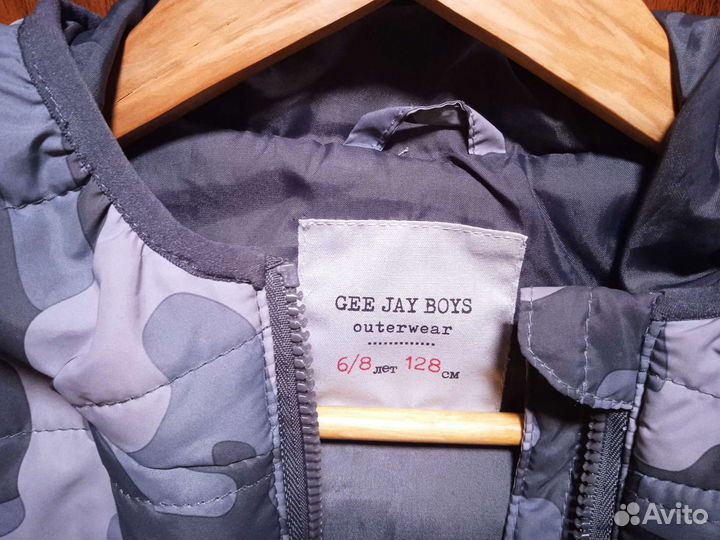 GEE JAY BOYS
outerwear
6/8 лет 128 см
Avito